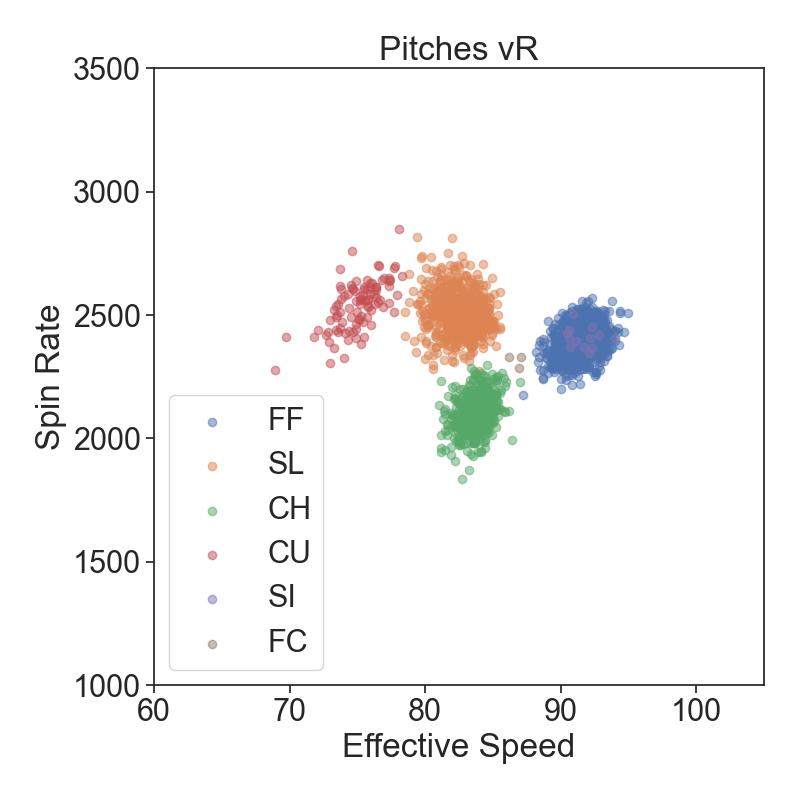 Pitches vR
3500
3000
2500
2000
1500
1000
Spin Rate
FF
SL
CH
CU
SI
FC
60 70 80 90 100
Effective Speed